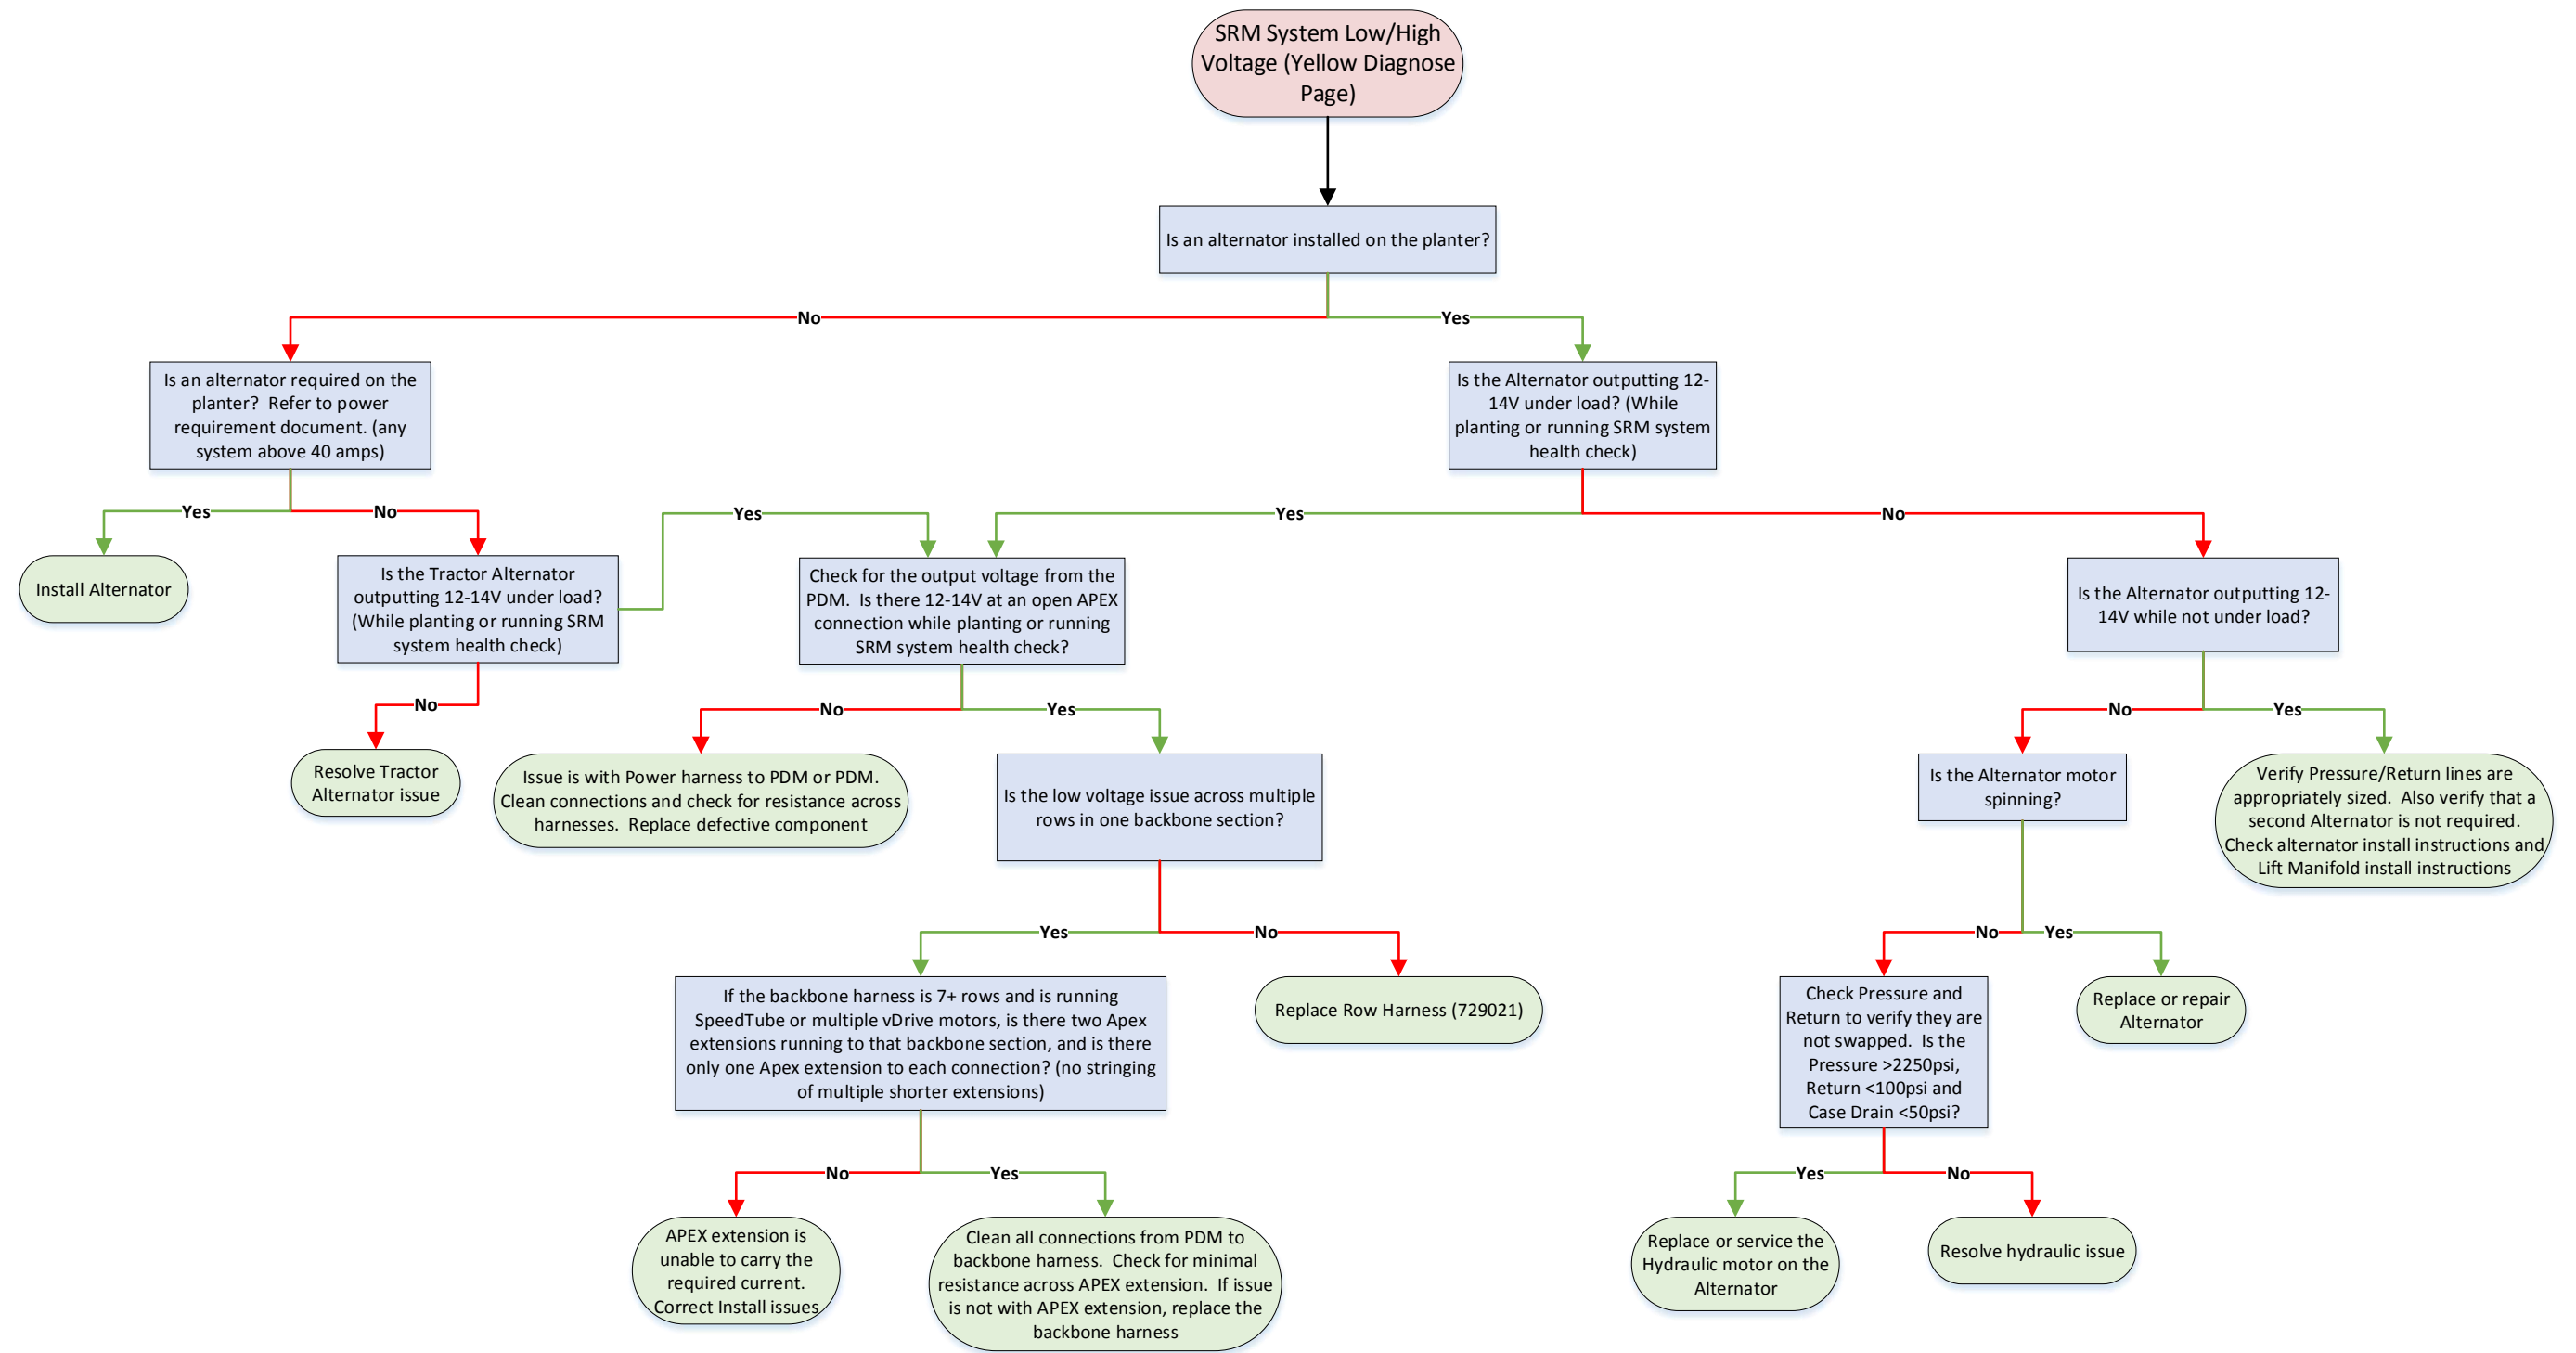 SRM System Low/High
Voltage (Yellow Diagnose
Page)
Is an alternator installed on the planter?
No
Yes
Is an alternator required on the
planter?  Refer to power
requirement document. (any
system above 40 amps)
Is the Alternator outputting 12-
14V under load? (While
planting or running SRM system
health check)
Yes
No
Yes
Yes
No
Install Alternator
Is the Tractor Alternator
outputting 12-14V under load?
(While planting or running SRM
system health check)
Check for the output voltage from the
PDM.  Is there 12-14V at an open APEX
connection while planting or running
SRM system health check?
Is the Alternator outputting 12-
14V while not under load?
No
No
Yes
No
Yes
Resolve Tractor
Alternator issue
Issue is with Power harness to PDM or PDM.
Clean connections and check for resistance across
harnesses.  Replace defective component
Is the low voltage issue across multiple
rows in one backbone section?
Is the Alternator motor
spinning?
Verify Pressure/Return lines are
appropriately sized.  Also verify that a
second Alternator is not required.
Check alternator install instructions and
Lift Manifold install instructions
Yes
No
No
Yes
If the backbone harness is 7+ rows and is running
SpeedTube or multiple vDrive motors, is there two Apex
extensions running to that backbone section, and is there
only one Apex extension to each connection? (no stringing
of multiple shorter extensions)
Replace Row Harness (729021)
Check Pressure and
Return to verify they are
not swapped.  Is the
Pressure >2250psi,
Return <100psi and
Case Drain <50psi?
Replace or repair
Alternator
No
Yes
Yes
No
APEX extension is
unable to carry the
required current.
Correct Install issues
Clean all connections from PDM to
backbone harness.  Check for minimal
resistance across APEX extension.  If issue
is not with APEX extension, replace the
backbone harness
Replace or service the
Hydraulic motor on the
Alternator
Resolve hydraulic issue